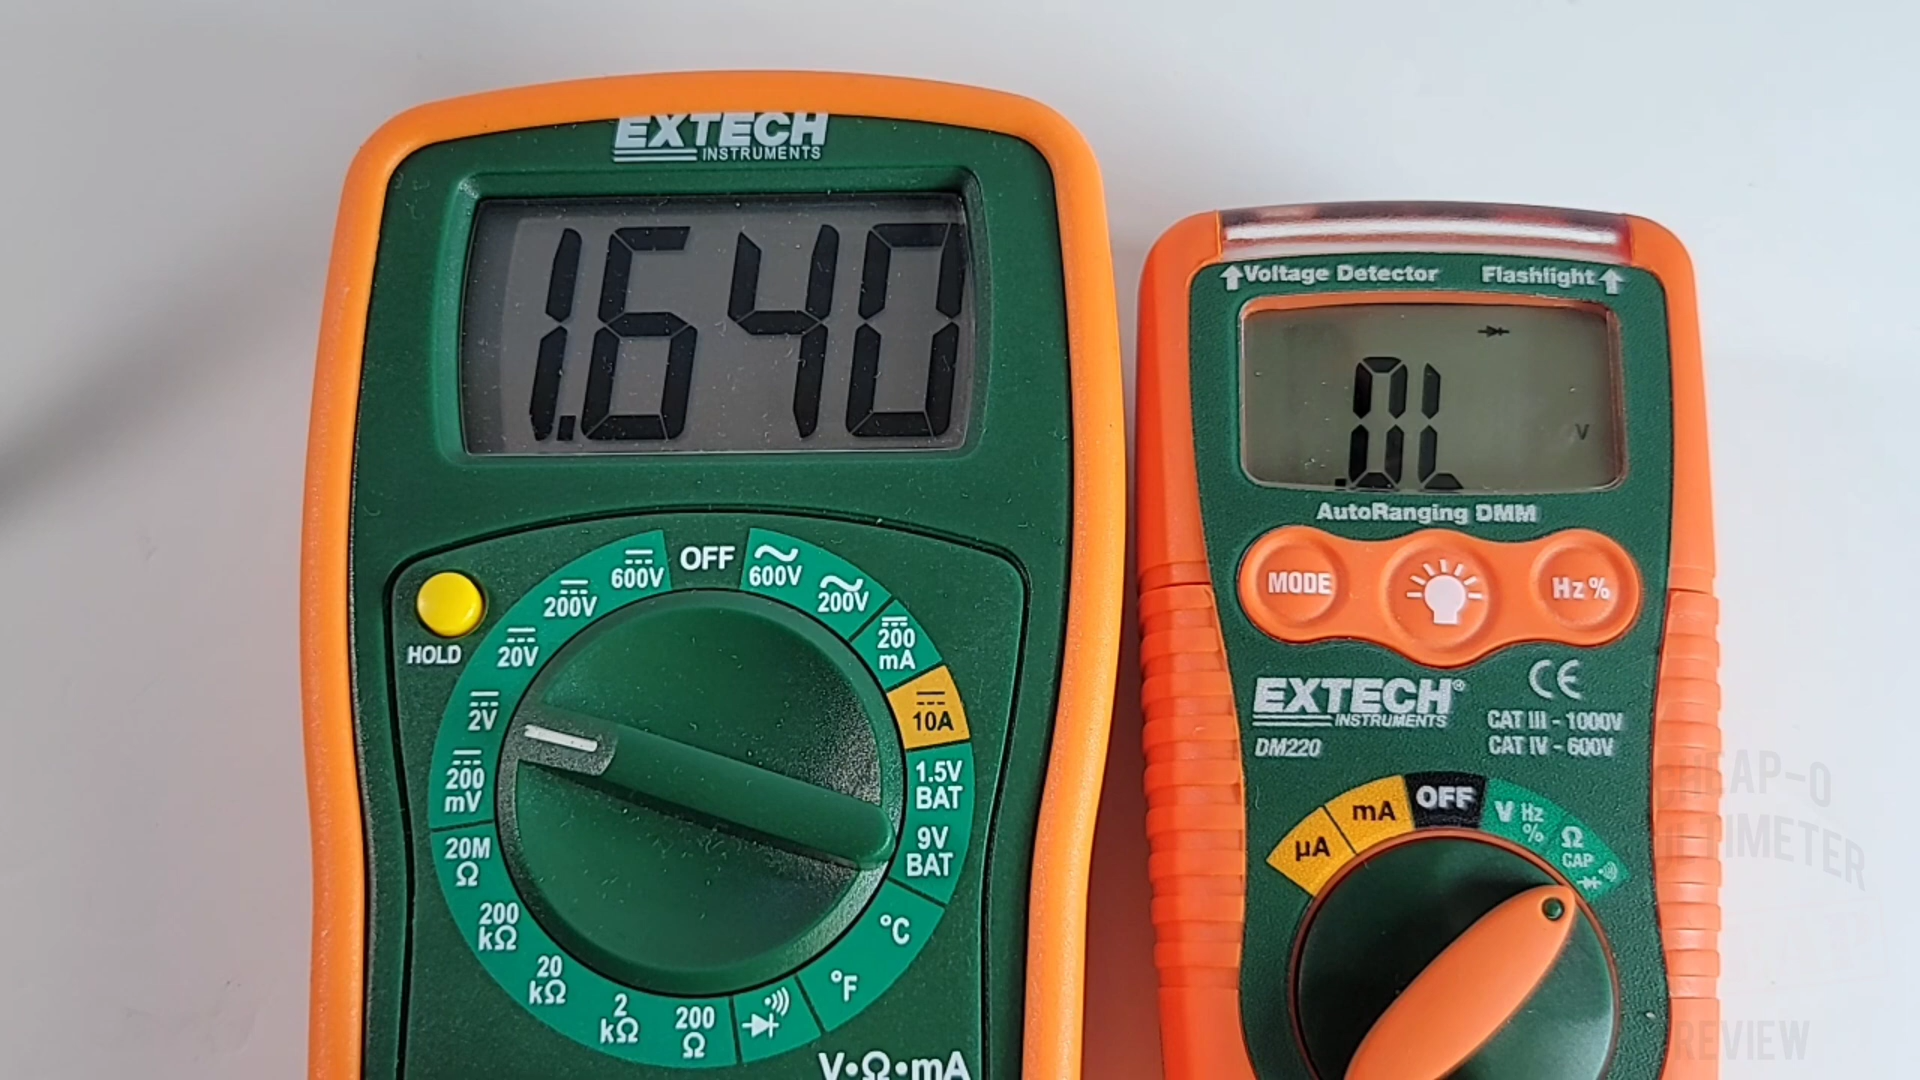 EXTECH
INSTRUMENTS
1.640
OFF
600V
200V
20V
2V
200
mV
20M
Ω
200
kΩ
20
kΩ
2
kΩ
200
Ω
600V
200V
200
mA
10A
1.5V
BAT
9V
BAT
°C
°F
HOLD
V•Ω•mA
Voltage Detector
Flashlight
.0L
V
AutoRanging DMM
MODE
Hz %
EXTECH®
INSTRUMENTS
DM220
CE
CAT III - 1000V
CAT IV - 600V
µA
mA
OFF
V Hz
%
Ω
CAP
REVIEW